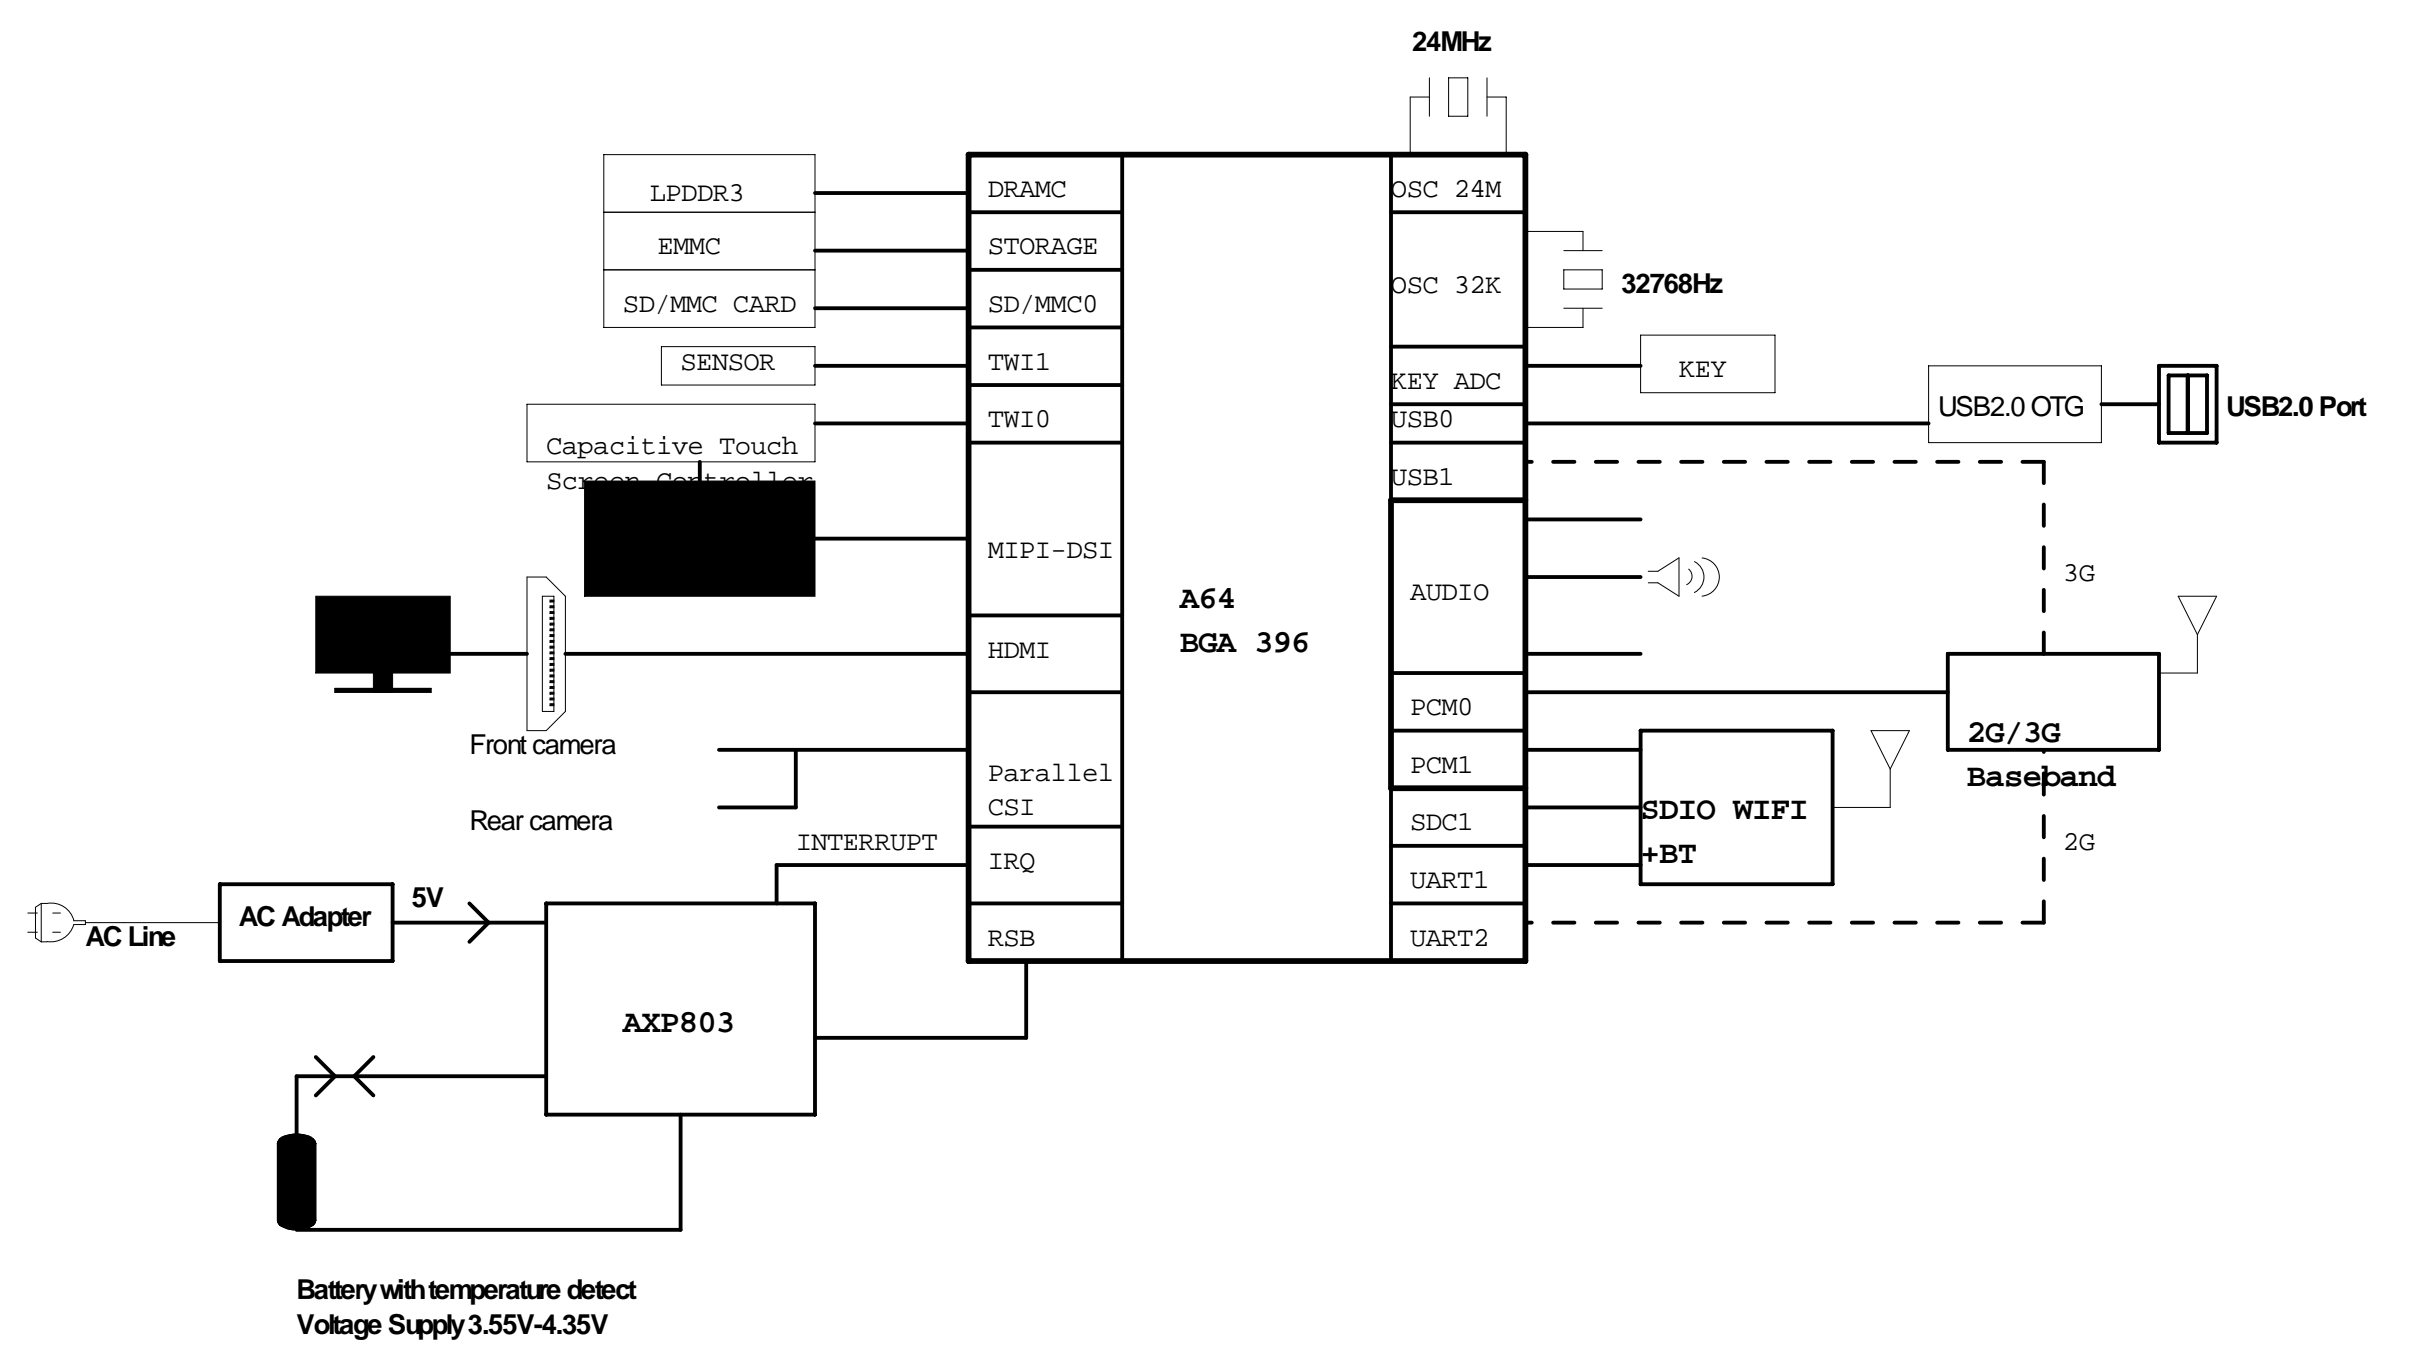 24MHz
LPDDR3
DRAMC
OSC 24M
EMMC
STORAGE
OSC 32K
32768Hz
SD/MMC CARD
SD/MMC0
SENSOR
TWI1
KEY ADC
KEY
TWI0
USB0
USB2.0 OTG
USB2.0 Port
Capacitive Touch
Screen Controller
USB1
MIPI-DSI
AUDIO
3G
A64
BGA 396
HDMI
PCM0
2G/3G
Baseband
Front camera
Parallel
CSI
PCM1
Rear camera
SDC1
SDIO WIFI
+BT
INTERRUPT
IRQ
UART1
2G
AC Line
AC Adapter
5V
RSB
UART2
AXP803
Battery with temperature detect
Voltage Supply 3.55V-4.35V